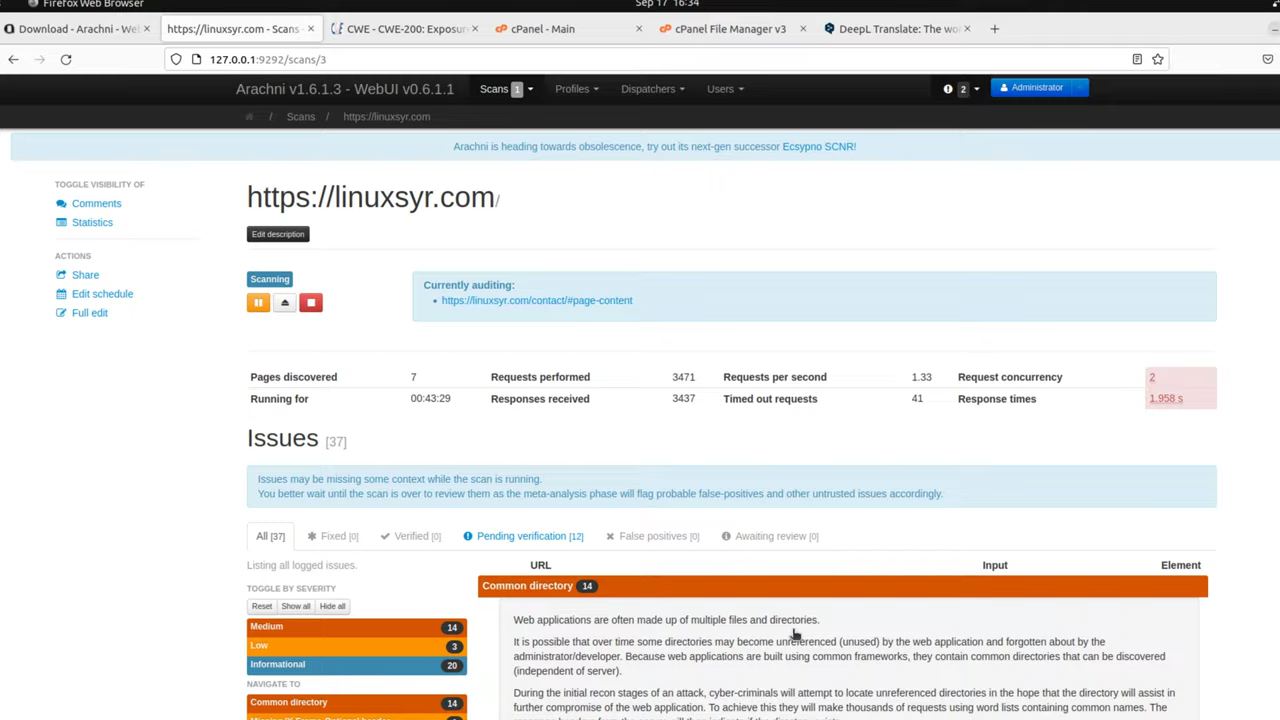 Firefox Web Browser
Sep 17 16:34
Download - Arachni - Wel
https://linuxsyr.com - Scans -
CWE - CWE-200: Exposur
cPanel - Main
cPanel File Manager v3
DeepL Translate: The wo
127.0.0.1:9292/scans/3
Arachni v1.6.1.3 - WebUI v0.6.1.1
Scans 1
Profiles
Dispatchers
Users
2
Administrator
/ Scans / https://linuxsyr.com
Arachni is heading towards obsolescence, try out its next-gen successor Ecsypno SCNR!
TOGGLE VISIBILITY OF
Comments
Statistics
ACTIONS
Share
Edit schedule
Full edit
https://linuxsyr.com/
Edit description
Scanning
Currently auditing:
https://linuxsyr.com/contact/#page-content
Pages discovered 7 Requests performed 3471 Requests per second 1.33 Request concurrency 2
Running for 00:43:29 Responses received 3437 Timed out requests 41 Response times 1.958 s
Issues [37]
Issues may be missing some context while the scan is running.
You better wait until the scan is over to review them as the meta-analysis phase will flag probable false-positives and other untrusted issues accordingly.
All [37] Fixed [0] Verified [0] Pending verification [12] False positives [0] Awaiting review [0]
Listing all logged issues.
TOGGLE BY SEVERITY
Reset Show all Hide all
Medium 14
Low 3
Informational 20
NAVIGATE TO
Common directory 14
URL Input Element
Common directory 14
Web applications are often made up of multiple files and directories.
It is possible that over time some directories may become unreferenced (unused) by the web application and forgotten about by the
administrator/developer. Because web applications are built using common frameworks, they contain common directories that can be discovered
(independent of server).
During the initial recon stages of an attack, cyber-criminals will attempt to locate unreferenced directories in the hope that the directory will assist in
further compromise of the web application. To achieve this they will make thousands of requests using word lists containing common names. The